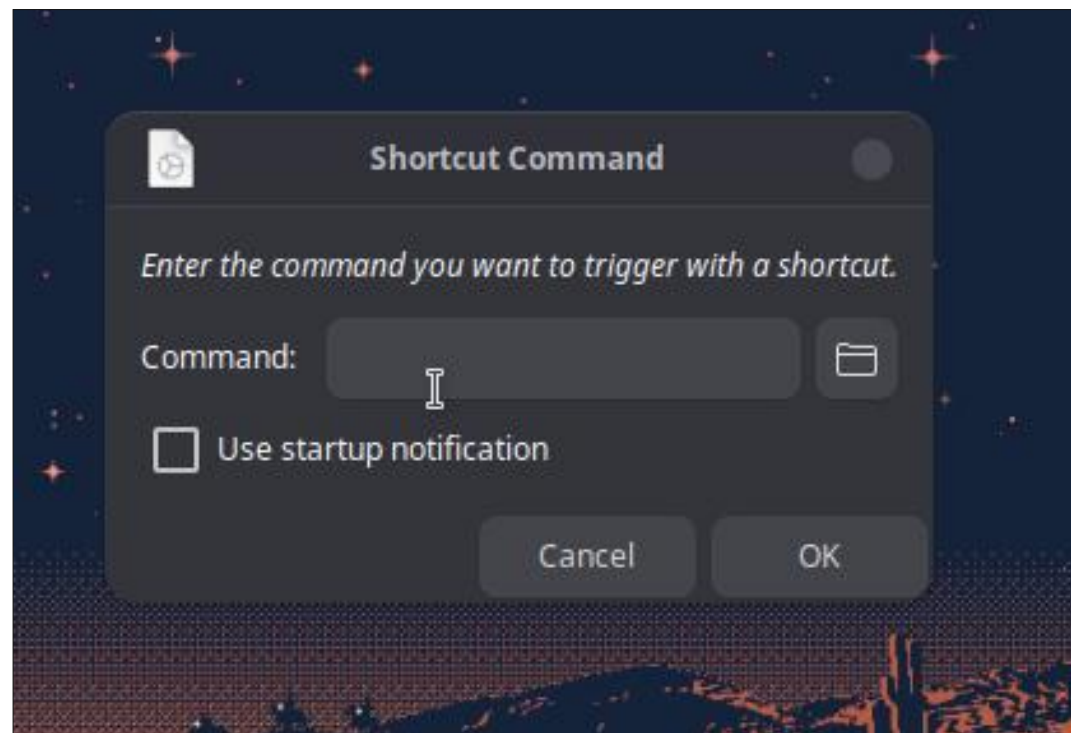 Shortcut Command
Enter the command you want to trigger with a shortcut.
Command:
Use startup notification
Cancel OK